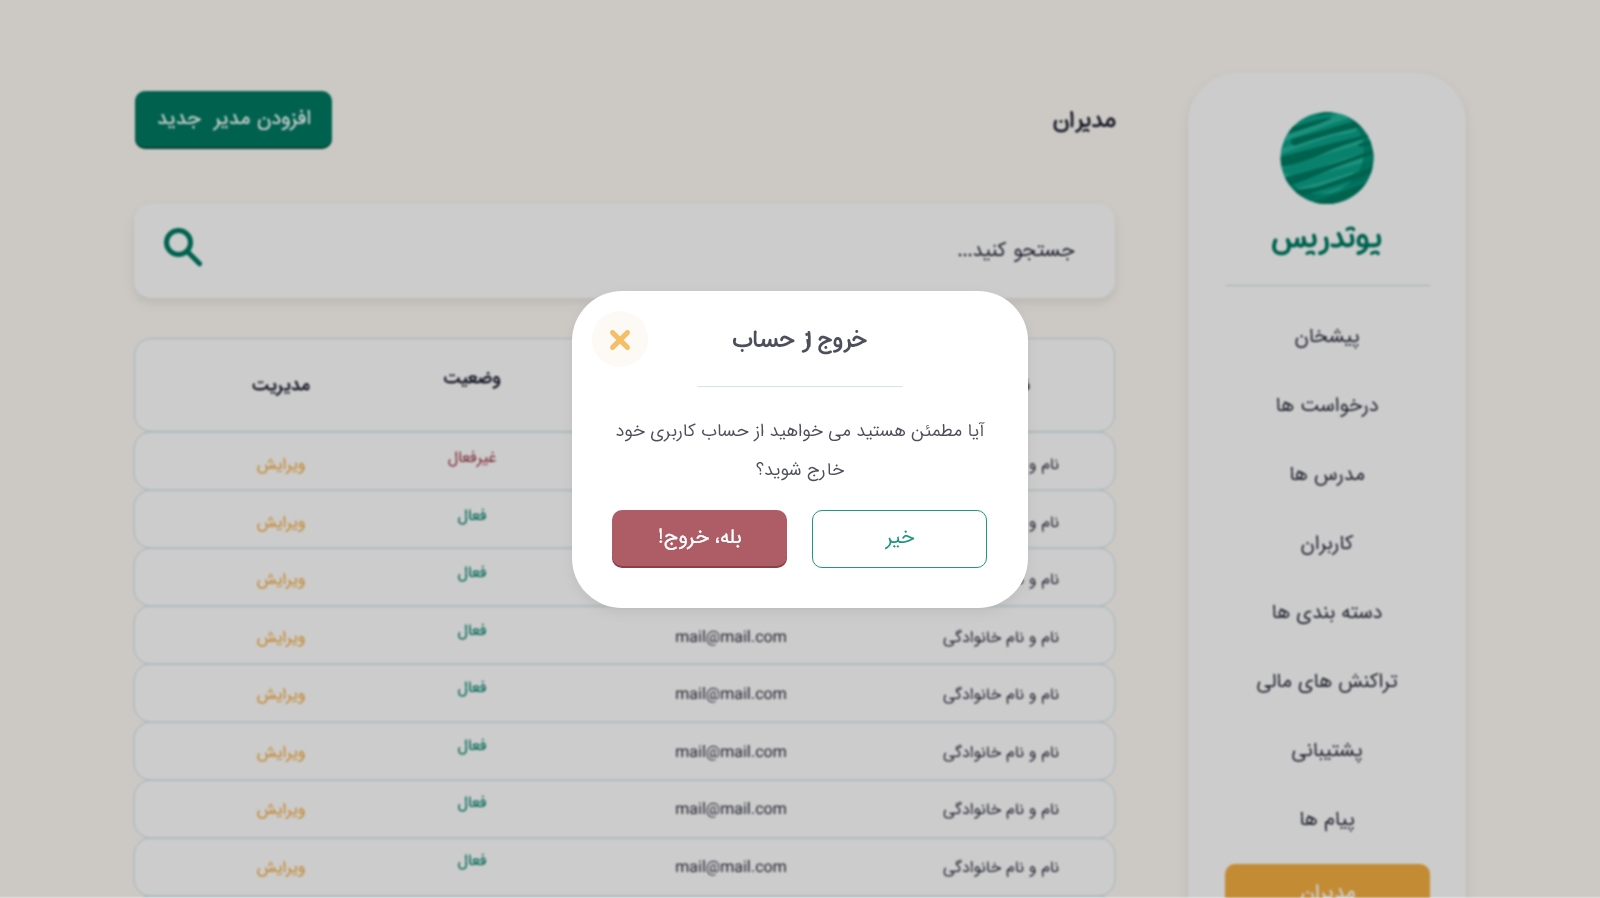 یوتدریس
پیشخان
درخواست ها
مدرس ها
کاربران
دسته بندی ها
تراکنش های مالی
پشتیبانی
پیام ها
مدیران
مدیران
افزودن مدیر جدید
جستجو کنید...
وضعیت
مدیریت
نام و
غیرفعال
ویرایش
نام و
فعال
ویرایش
نام و
فعال
ویرایش
نام و نام خانوادگی
mail@mail.com
فعال
ویرایش
نام و نام خانوادگی
mail@mail.com
فعال
ویرایش
نام و نام خانوادگی
mail@mail.com
فعال
ویرایش
نام و نام خانوادگی
mail@mail.com
فعال
ویرایش
نام و نام خانوادگی
mail@mail.com
فعال
ویرایش
خروج از حساب
آیا مطمئن هستید می خواهید از حساب کاربری خود
خارج شوید؟
خیر
بله، خروج!